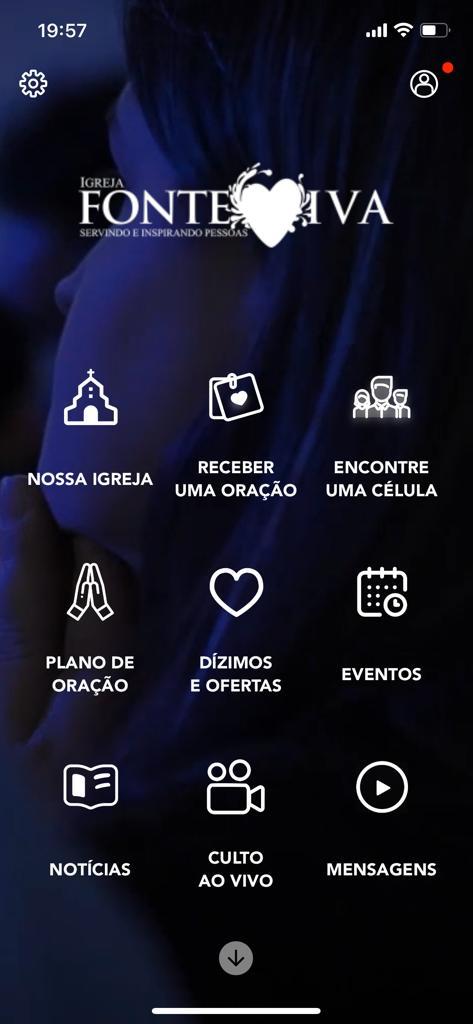 19:57
IGREJA
FONTE IVA
SERVINDO E INSPIRANDO PESSOAS
NOSSA IGREJA
RECEBER
UMA ORAÇÃO
ENCONTRE
UMA CÉLULA
PLANO DE
ORAÇÃO
DÍZIMOS
E OFERTAS
EVENTOS
NOTÍCIAS
CULTO
AO VIVO
MENSAGENS